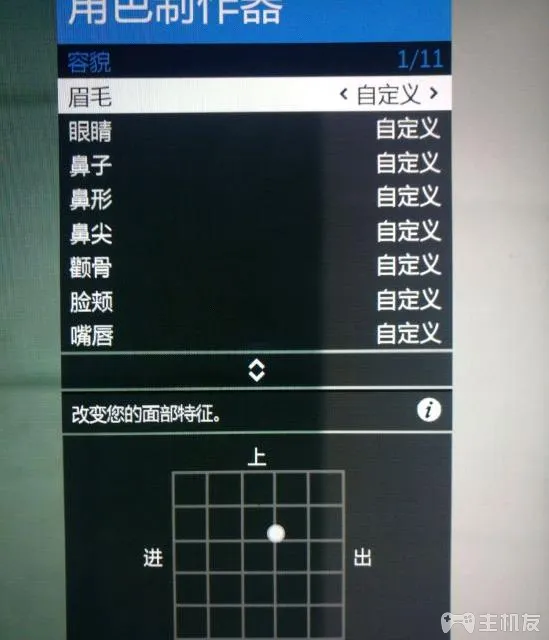 角色制作器
容貌 1/11
眉毛 < 自定义 >
眼睛 自定义
鼻子 自定义
鼻形 自定义
鼻尖 自定义
颧骨 自定义
脸颊 自定义
嘴唇 自定义
改变您的面部特征。 i
上
进 出
主机友